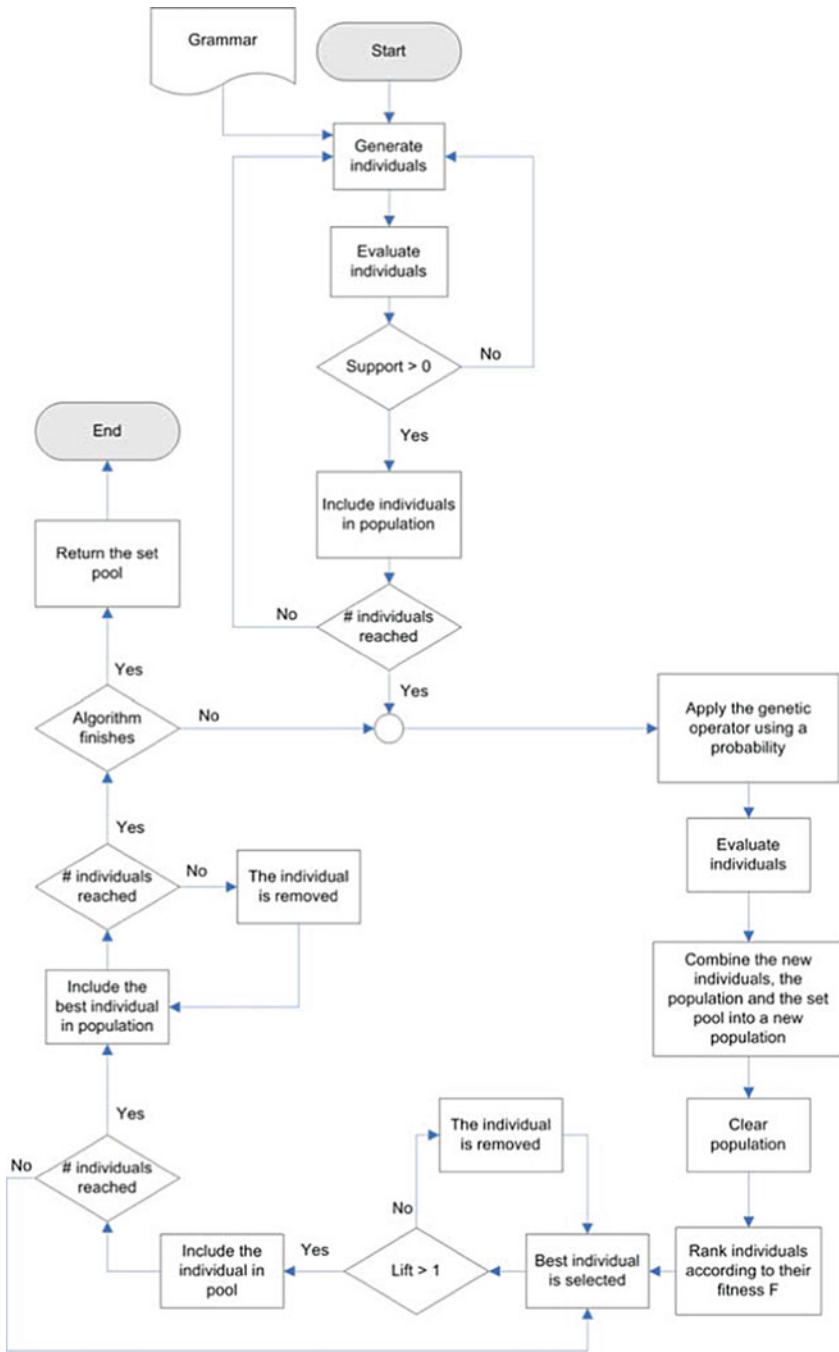 Grammar
Start
Generate
individuals
Evaluate
individuals
Support > 0
No
Yes
End
Include individuals
in population
Return the set
pool
No
# individuals
reached
Yes
Yes
Algorithm
finishes
No
Apply the genetic
operator using a
probability
Yes
Evaluate
individuals
# individuals
reached
No
The individual
is removed
Combine the new
individuals, the
population and the set
pool into a new
population
Include the
best individual
in population
Yes
The individual
is removed
Clear
population
No
# individuals
reached
No
Include the
individual in
pool
Yes
Lift > 1
Best individual
is selected
Rank individuals
according to their
fitness F